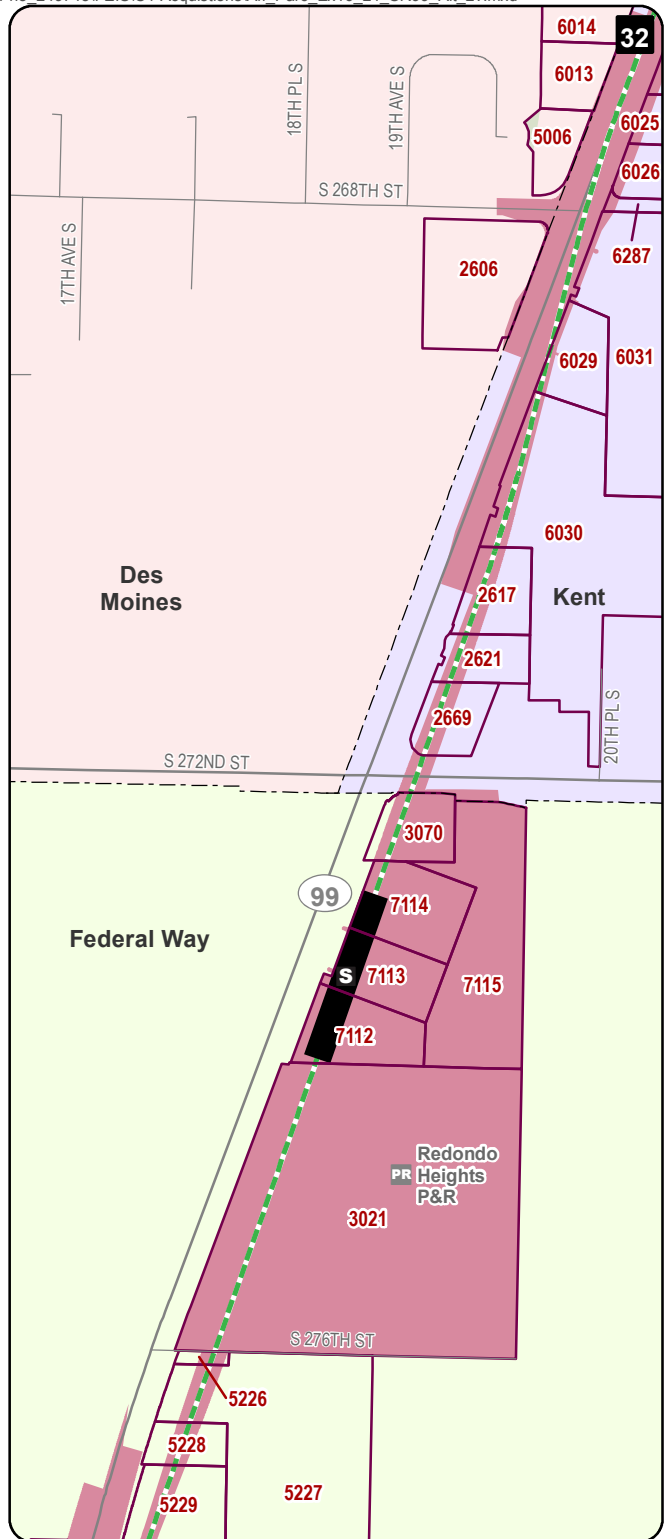 6014
32
6013
18TH PL S
19TH AVE S
6025
5006
6026
S 268TH ST
17TH AVE S
6287
2606
6031
6029
6030
Des
Moines
2617
Kent
2621
2669
20TH PL S
S 272ND ST
3070
99
7114
Federal Way
S
7113
7115
7112
Redondo
PR Heights
P&R
3021
S 276TH ST
5226
5228
5227
5229